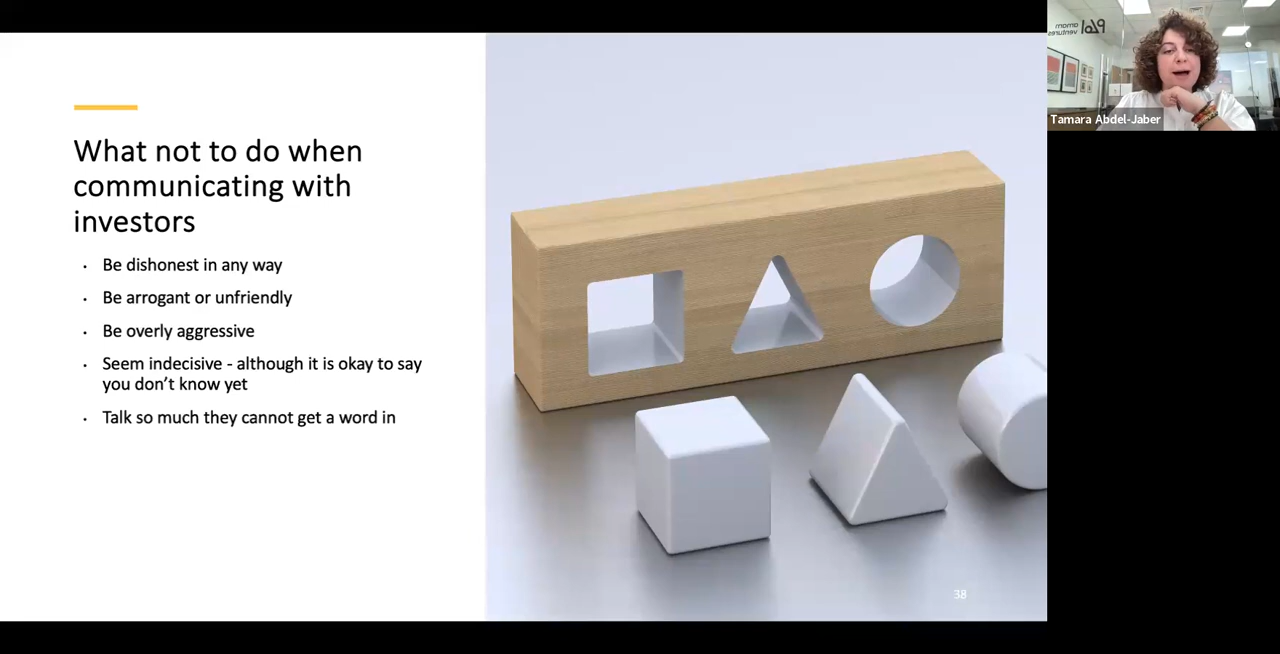 What not to do when
communicating with
investors
• Be dishonest in any way
• Be arrogant or unfriendly
• Be overly aggressive
• Seem indecisive - although it is okay to say
you don’t know yet
• Talk so much they cannot get a word in
38
amam
ventures
Tamara Abdel-Jaber